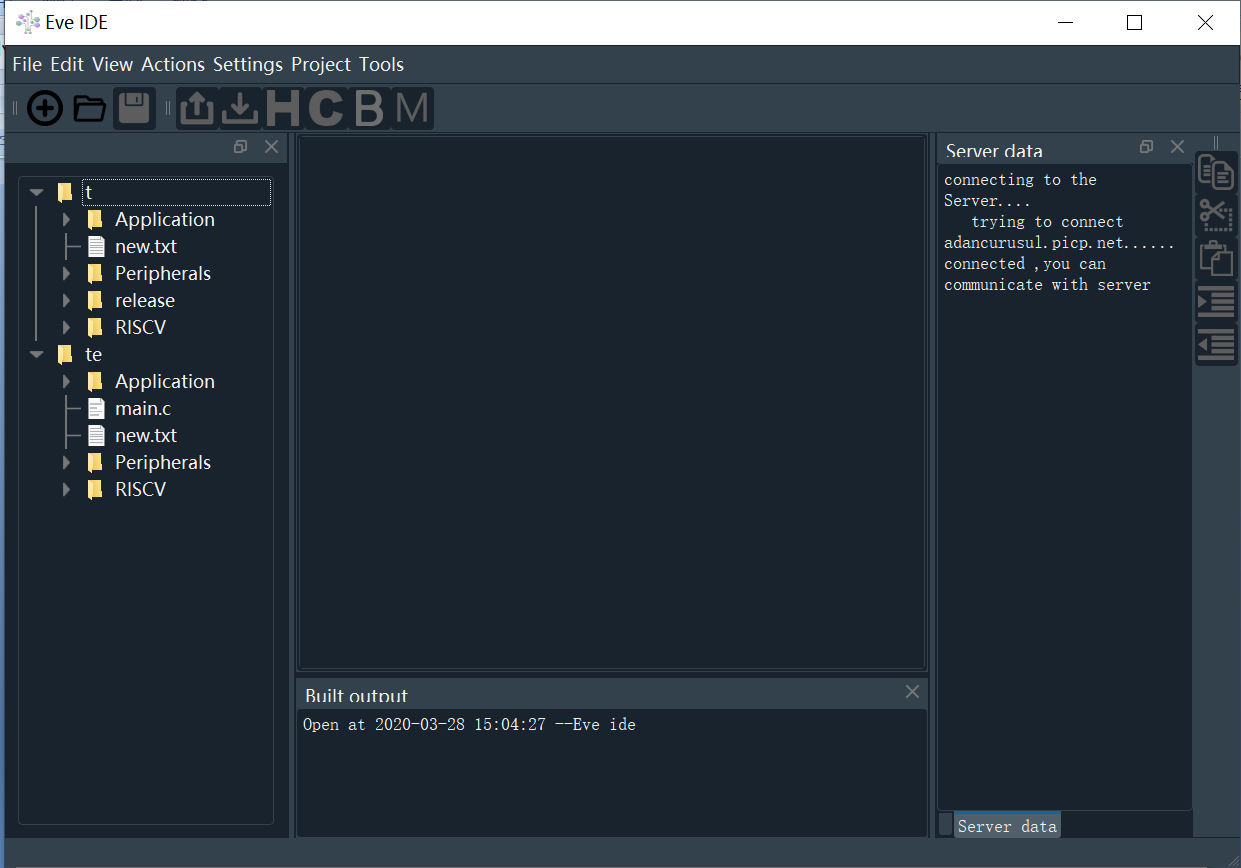 Eve IDE
File Edit View Actions Settings Project Tools
H C B M
t
Application
new.txt
Peripherals
release
RISCV
te
Application
main.c
new.txt
Peripherals
RISCV
Built output
Open at 2020-03-28 15:04:27 --Eve ide
Server data
connecting to the
Server....
trying to connect
adancurusul.picp.net......
connected ,you can
communicate with server
Server data